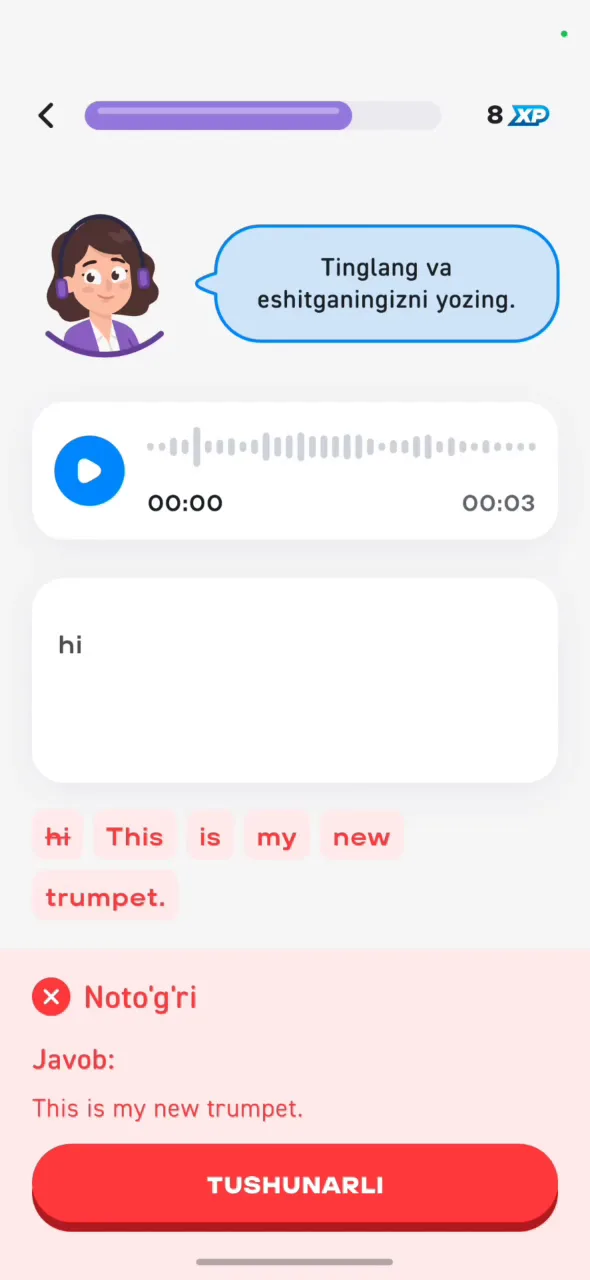 8 XP
Tinglang va
eshitganingizni yozing.
00:00 00:03
hi
hi This is my new
trumpet.
Noto'g'ri
Javob:
This is my new trumpet.
TUSHUNARLI